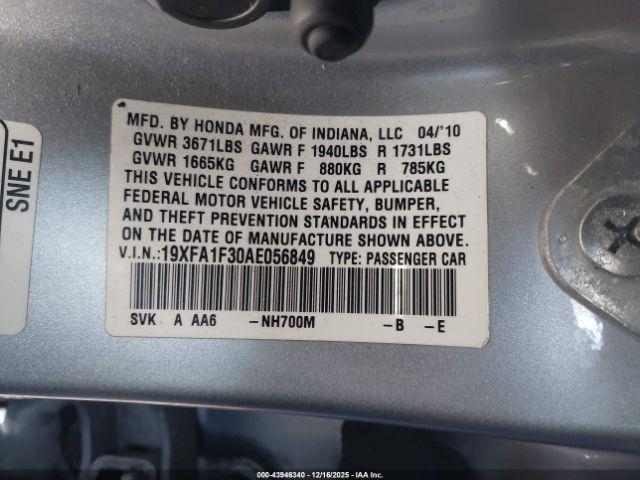 MFD. BY HONDA MFG. OF INDIANA, LLC 04/'10
GVWR 3671LBS GAWR F 1940LBS R 1731LBS
GVWR 1665KG GAWR F 880KG R 785KG
THIS VEHICLE CONFORMS TO ALL APPLICABLE
FEDERAL MOTOR VEHICLE SAFETY, BUMPER,
AND THEFT PREVENTION STANDARDS IN EFFECT
ON THE DATE OF MANUFACTURE SHOWN ABOVE.
V.I.N.:19XFA1F30AE056849 TYPE: PASSENGER CAR
SVK A AA6 -NH700M -B -E
SNE E1
000-43946340 - 12/16/2025 - IAA Inc.